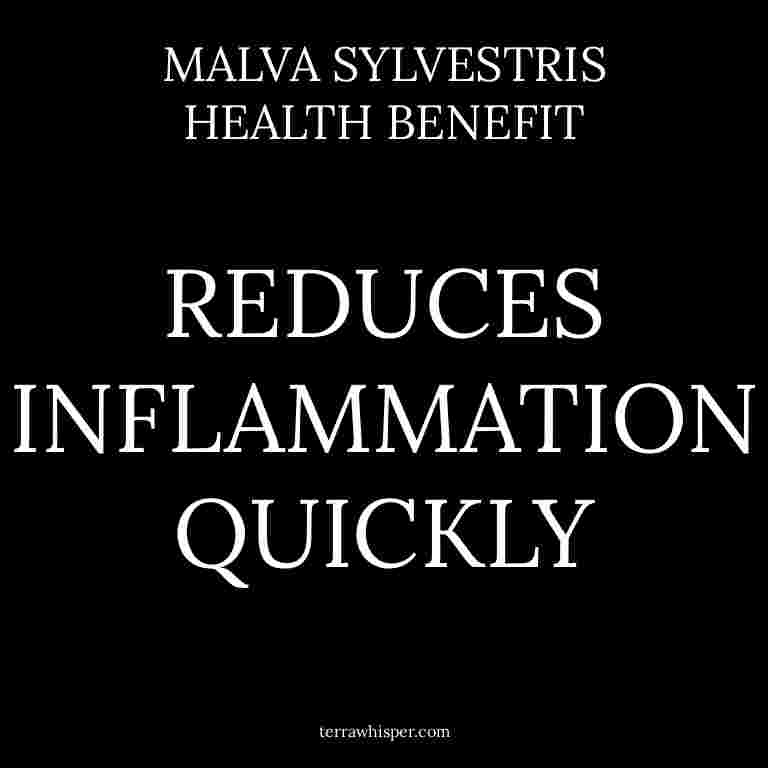 MALVA SYLVESTRIS
HEALTH BENEFIT
REDUCES
INFLAMMATION
QUICKLY
terrawhisper.com